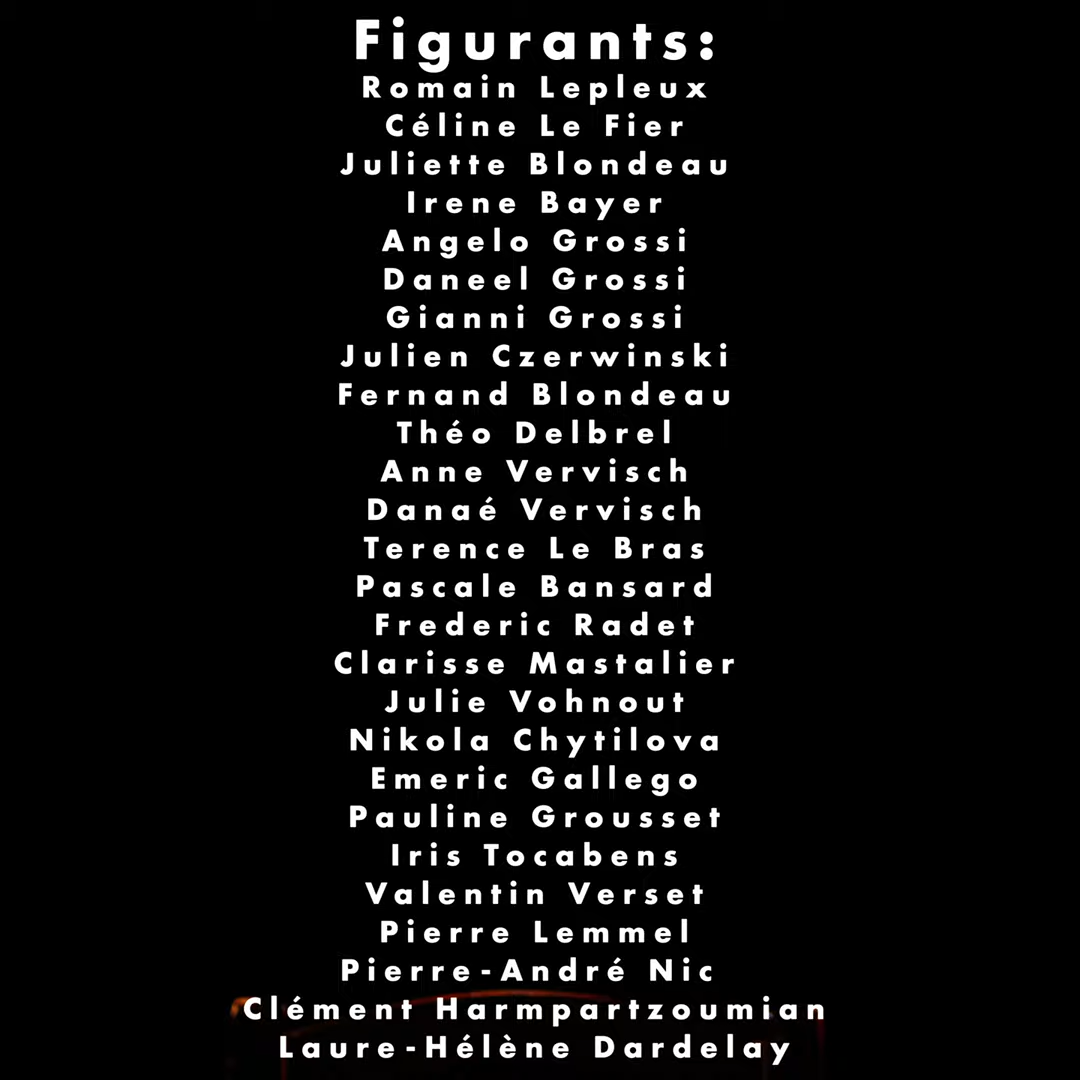 Figurants:
Romain Lepleux
Céline Le Fier
Juliette Blondeau
Irene Bayer
Angelo Grossi
Daneel Grossi
Gianni Grossi
Julien Czerwinski
Fernand Blondeau
Théo Delbrel
Anne Vervisch
Danaé Vervisch
Terence Le Bras
Pascale Bansard
Frederic Radet
Clarisse Mastalier
Julie Vohnout
Nikola Chytilova
Emeric Gallego
Pauline Grousset
Iris Tocabens
Valentin Verset
Pierre Lemmel
Pierre-André Nic
Clément Harmpartzoumian
Laure-Hélène Dardelay